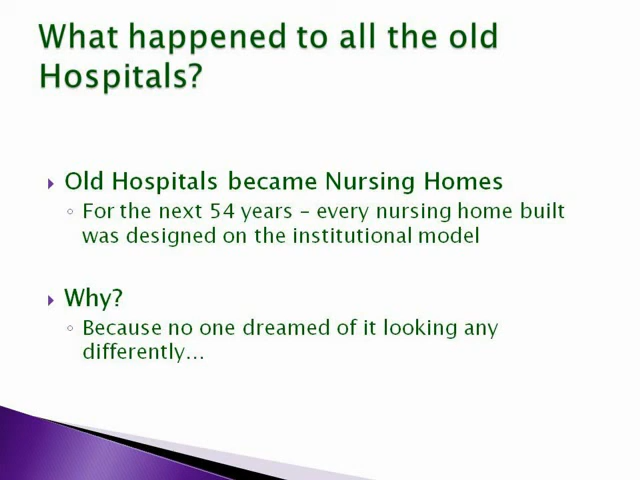 What happened to all the old
Hospitals?
Old Hospitals became Nursing Homes
For the next 54 years – every nursing home built
was designed on the institutional model
Why?
Because no one dreamed of it looking any
differently…